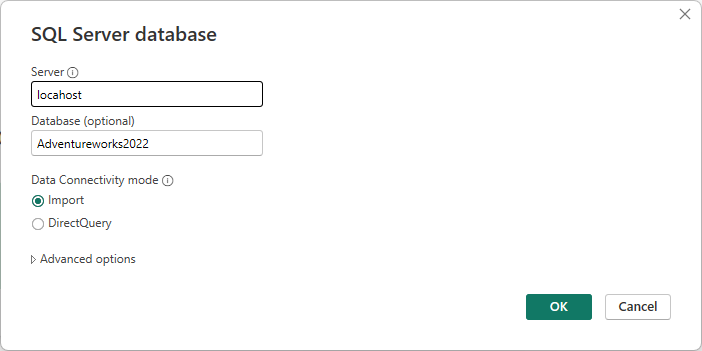 SQL Server database
Server
locahost
Database (optional)
Adventureworks2022
Data Connectivity mode
Import
DirectQuery
Advanced options
OK Cancel